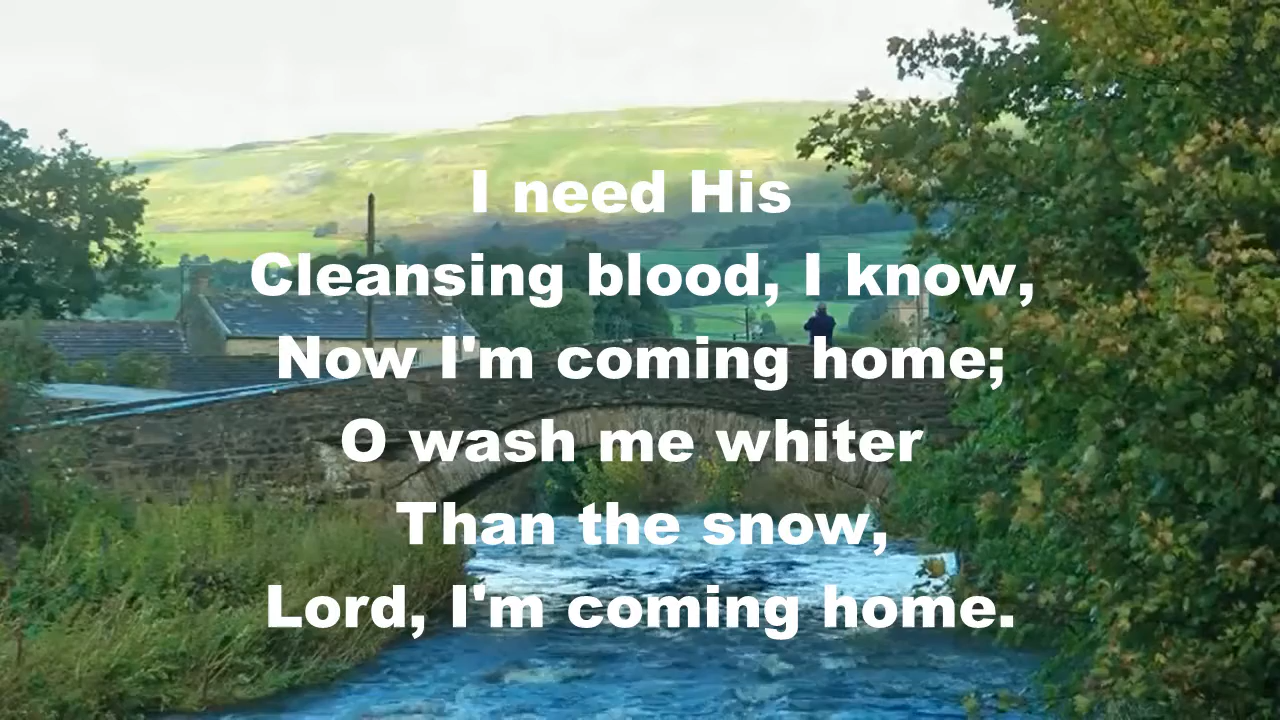 I need His
Cleansing blood, I know,
Now I'm coming home;
O wash me whiter
Than the snow,
Lord, I'm coming home.